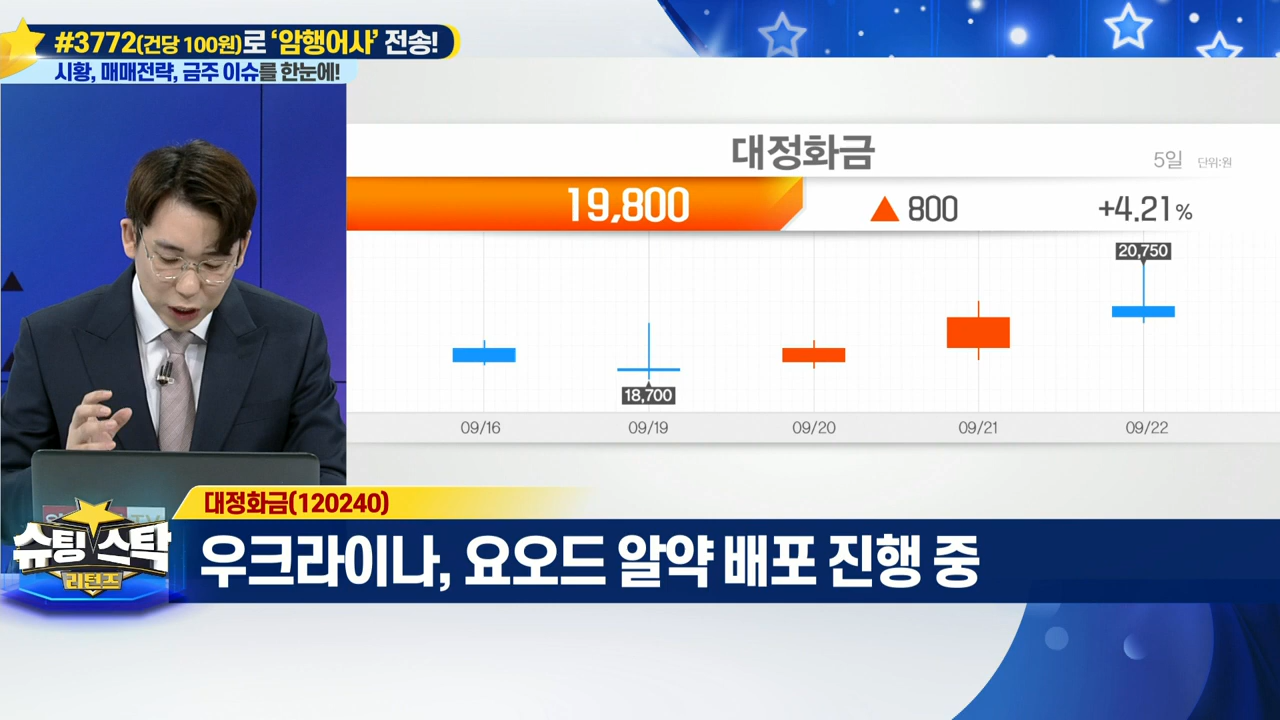 #3772(건당 100원)로 '암행어사' 전송!
시황, 매매전략, 금주 이슈를 한눈에!
대정화금
5일 단위:원
19,800 ▲ 800 +4.21%
20,750
18,700
09/16 09/19 09/20 09/21 09/22
대정화금(120240)
슈팅 스탁
리턴즈
우크라이나, 요오드 알약 배포 진행 중